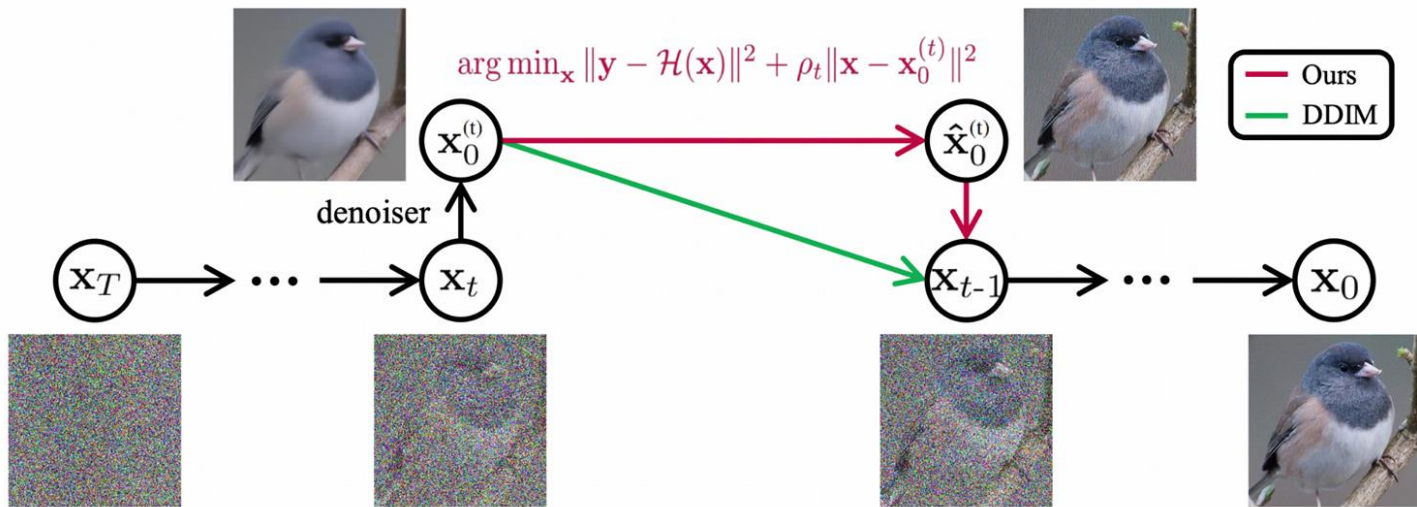 arg min_x ‖y − H(x)‖² + ρ_t‖x − x_0^(t)‖²
Ours
DDIM
x_0^(t)
x̂_0^(t)
denoiser
x_T
...
x_t
x_t-1
...
x_0